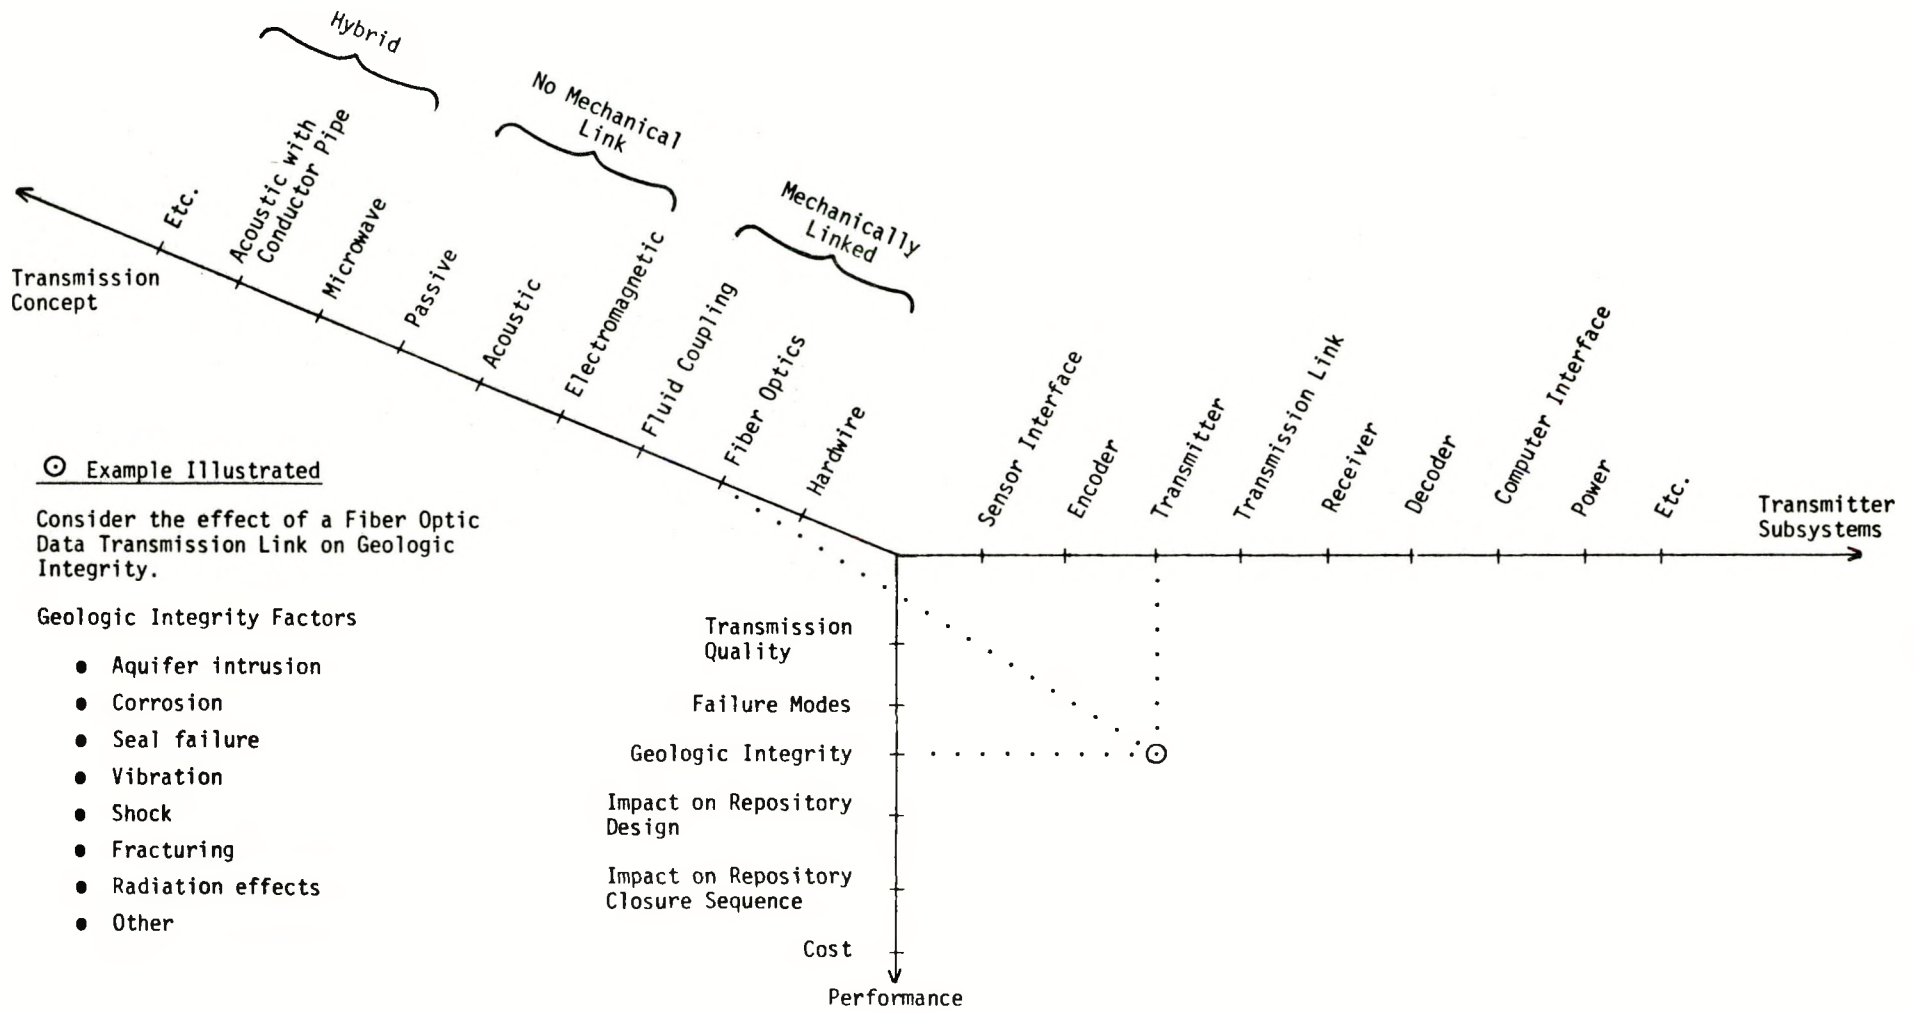 Hybrid
No Mechanical
Link
Mechanically
Linked
Etc.
Acoustic with
Conductor Pipe
Microwave
Passive
Acoustic
Electromagnetic
Fluid Coupling
Fiber Optics
Hardwire
Transmission
Concept
Sensor Interface
Encoder
Transmitter
Transmission Link
Receiver
Decoder
Computer Interface
Power
Etc.
Transmitter
Subsystems
Example Illustrated
Consider the effect of a Fiber Optic
Data Transmission Link on Geologic
Integrity.
Geologic Integrity Factors
● Aquifer intrusion
● Corrosion
● Seal failure
● Vibration
● Shock
● Fracturing
● Radiation effects
● Other
Transmission
Quality
Failure Modes
Geologic Integrity
Impact on Repository
Design
Impact on Repository
Closure Sequence
Cost
Performance